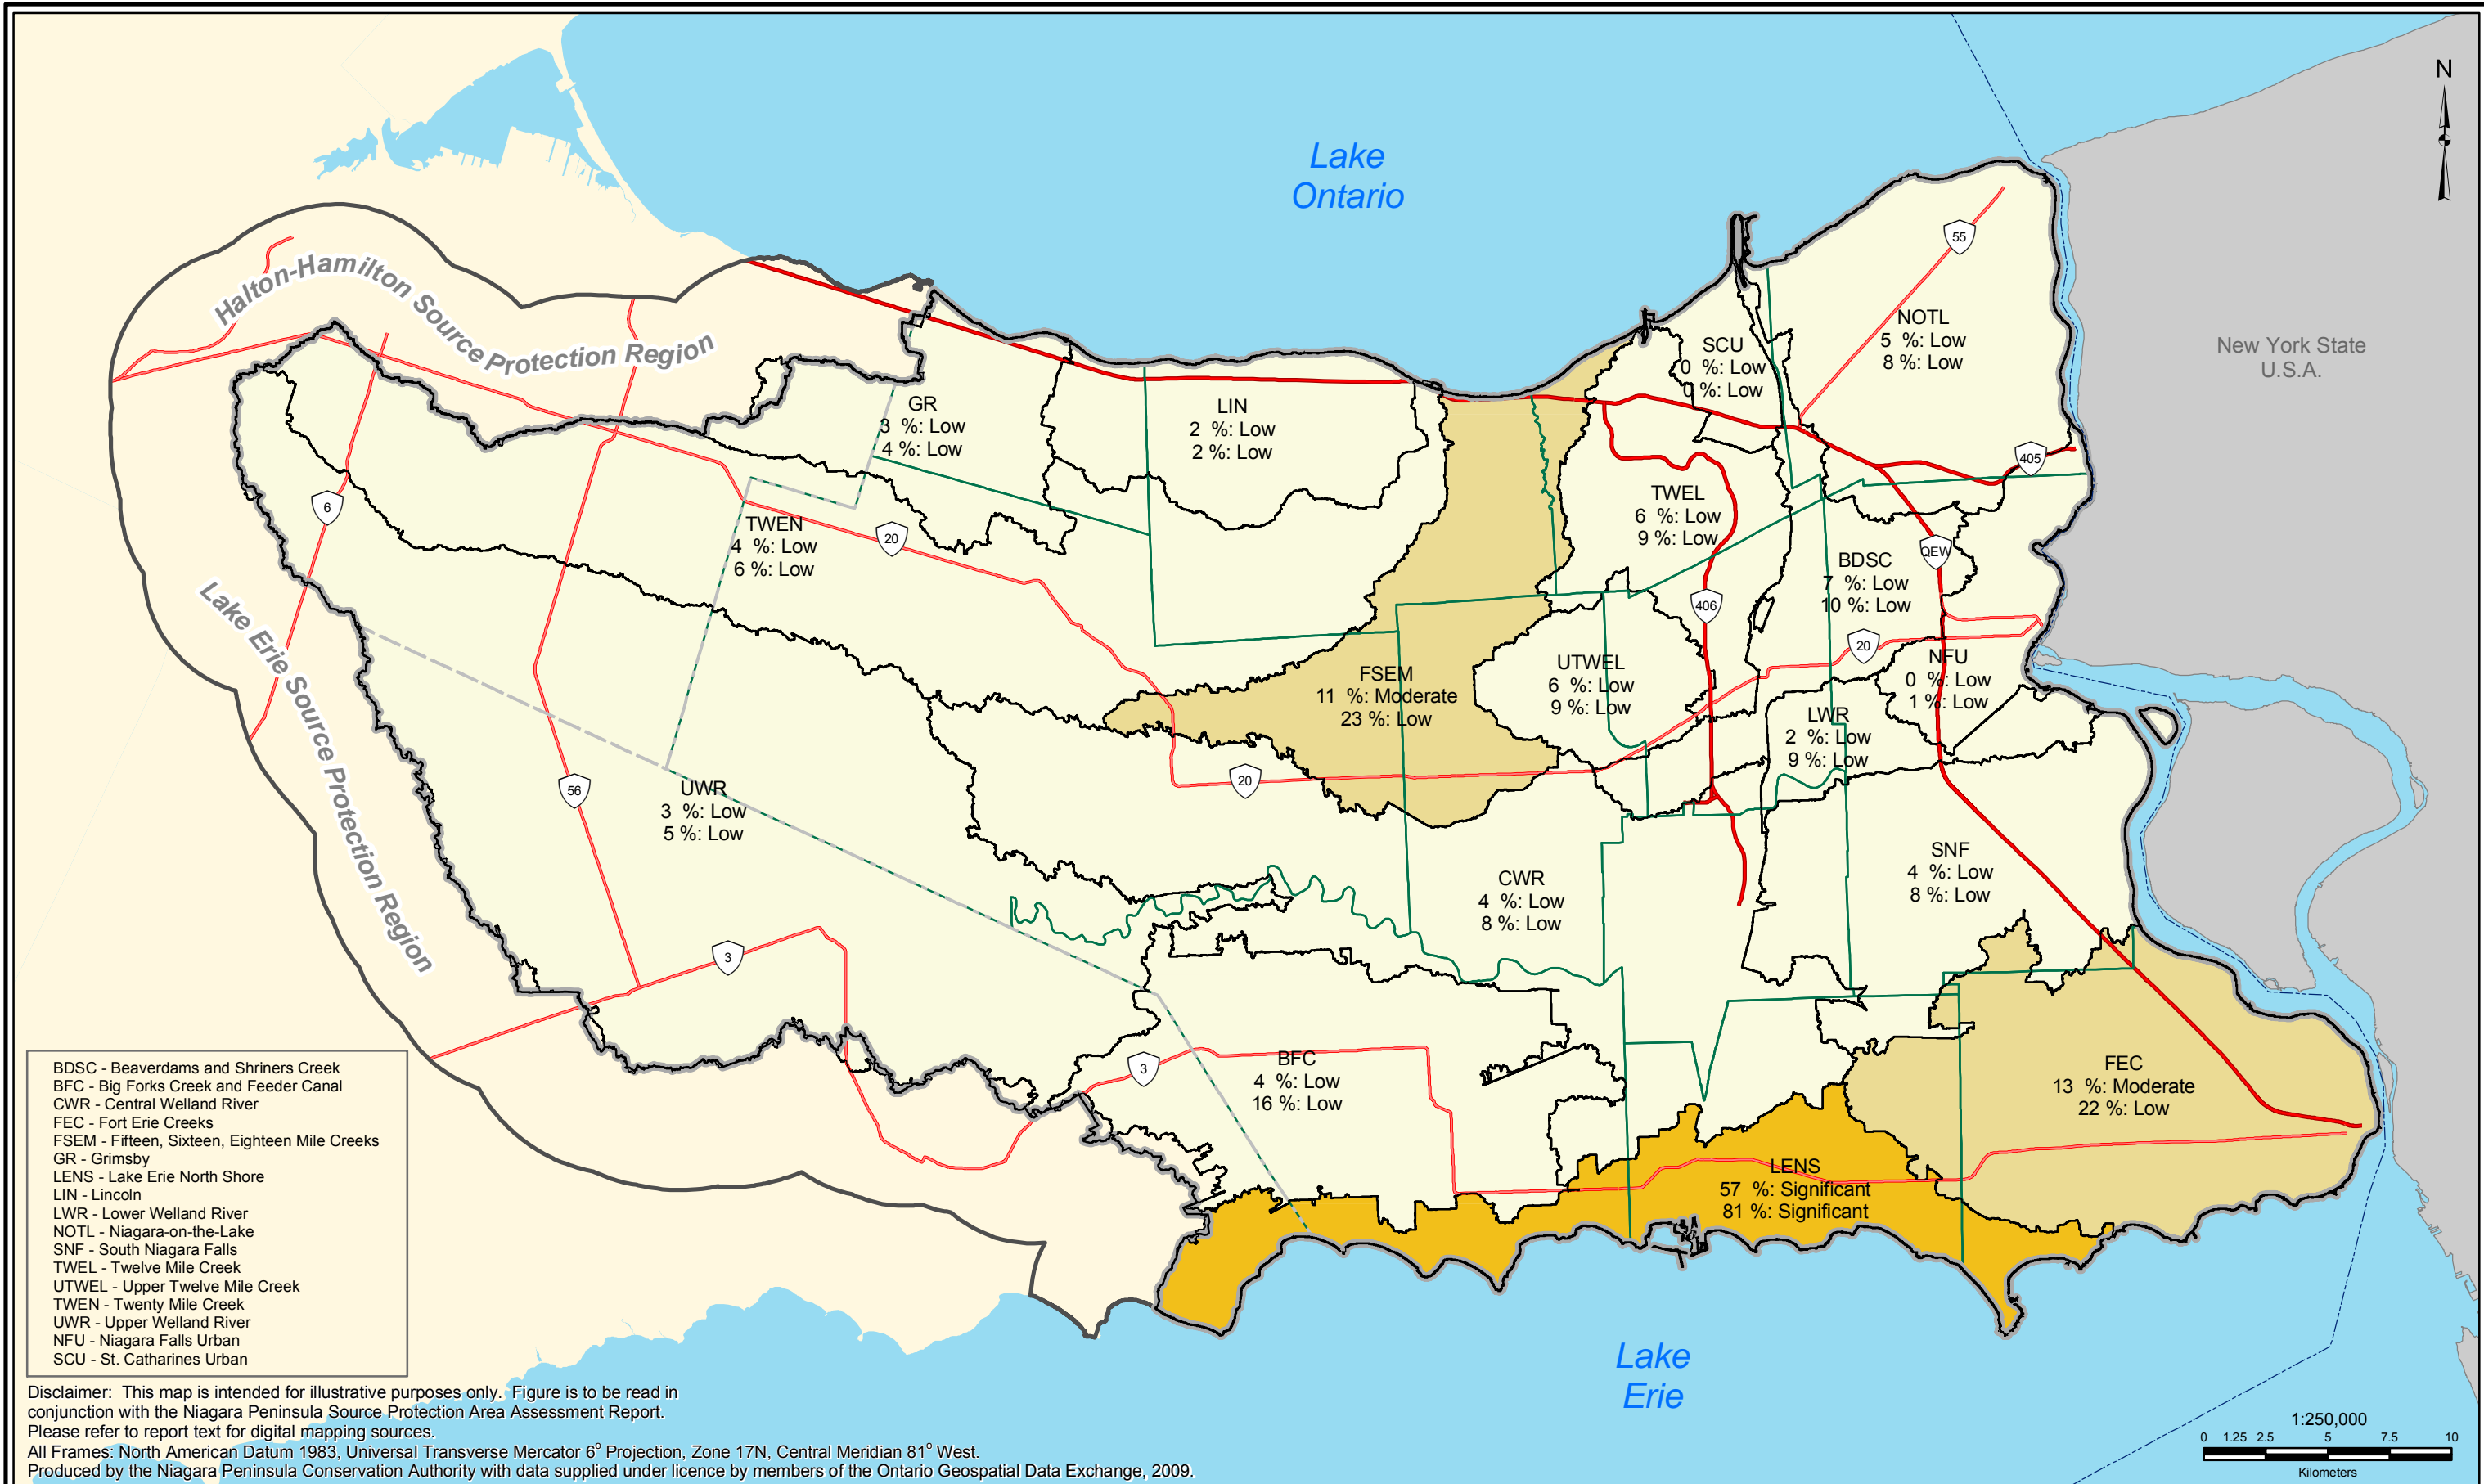 N
Lake
Ontario
55
Halton-Hamilton Source Protection Region
NOTL
5 %: Low
8 %: Low
New York State
U.S.A.
SCU
0 %: Low
0 %: Low
GR
3 %: Low
4 %: Low
LIN
2 %: Low
2 %: Low
405
6
TWEL
6 %: Low
9 %: Low
TWEN
4 %: Low
6 %: Low
20
QEW
BDSC
7 %: Low
10 %: Low
406
Lake Erie Source Protection Region
20
FSEM
11 %: Moderate
23 %: Low
UTWEL
6 %: Low
9 %: Low
NFU
0 %: Low
1 %: Low
LWR
2 %: Low
9 %: Low
56
UWR
3 %: Low
5 %: Low
20
SNF
4 %: Low
8 %: Low
CWR
4 %: Low
8 %: Low
3
3
BFC
4 %: Low
16 %: Low
FEC
13 %: Moderate
22 %: Low
LENS
57 %: Significant
81 %: Significant
BDSC - Beaverdams and Shriners Creek
BFC - Big Forks Creek and Feeder Canal
CWR - Central Welland River
FEC - Fort Erie Creeks
FSEM - Fifteen, Sixteen, Eighteen Mile Creeks
GR - Grimsby
LENS - Lake Erie North Shore
LIN - Lincoln
LWR - Lower Welland River
NOTL - Niagara-on-the-Lake
SNF - South Niagara Falls
TWEL - Twelve Mile Creek
UTWEL - Upper Twelve Mile Creek
TWEN - Twenty Mile Creek
UWR - Upper Welland River
NFU - Niagara Falls Urban
SCU - St. Catharines Urban
Lake
Erie
Disclaimer: This map is intended for illustrative purposes only. Figure is to be read in
conjunction with the Niagara Peninsula Source Protection Area Assessment Report.
Please refer to report text for digital mapping sources.
All Frames: North American Datum 1983, Universal Transverse Mercator 6° Projection, Zone 17N, Central Meridian 81° West.
Produced by the Niagara Peninsula Conservation Authority with data supplied under licence by members of the Ontario Geospatial Data Exchange, 2009.
1:250,000
0 1.25 2.5 5 7.5 10
Kilometers